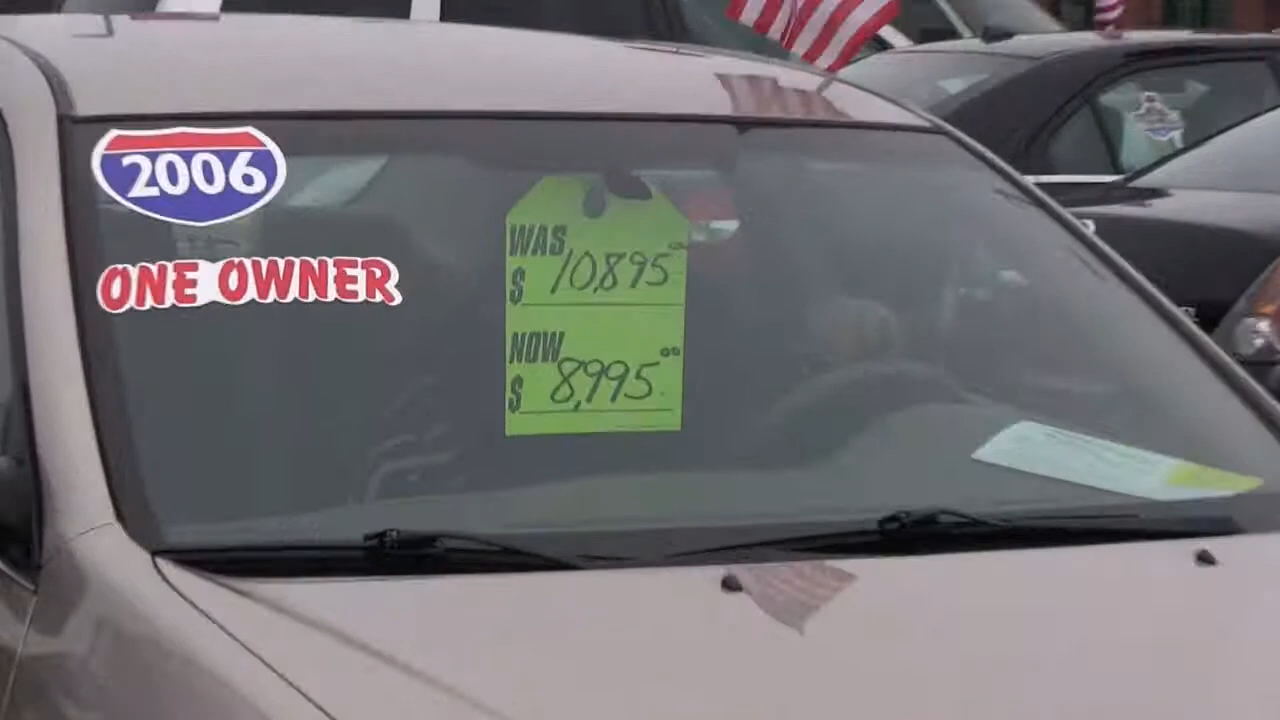 2006
ONE OWNER
WAS
$ 10,895 00
NOW
$ 8,995 00